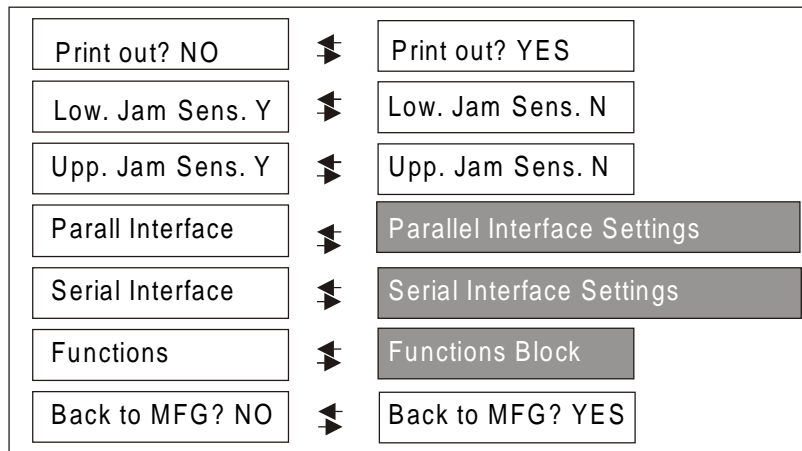 Print out? NO
Print out? YES
Low. Jam Sens. Y
Low. Jam Sens. N
Upp. Jam Sens. Y
Upp. Jam Sens. N
Parall Interface
Parallel Interface Settings
Serial Interface
Serial Interface Settings
Functions
Functions Block
Back to MFG? NO
Back to MFG? YES